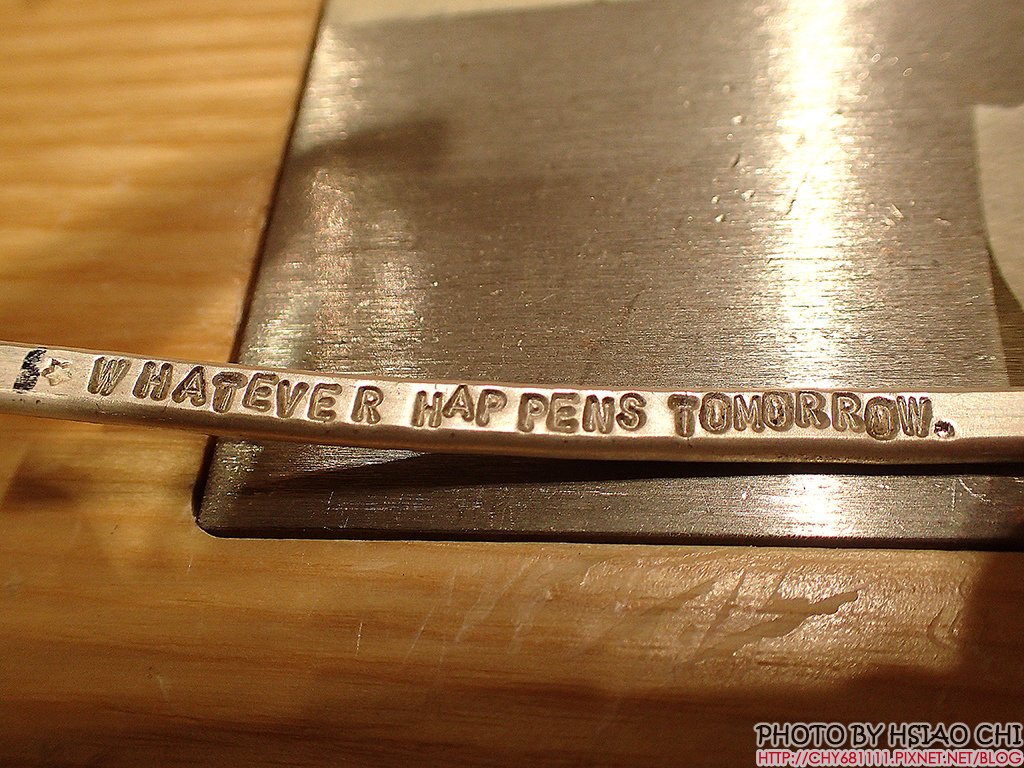 WHATEVER HAPPENS TOMORROW.
PHOTO BY HSIAO CHI
HTTP://CHY681111.PIXNET.NET/BLOG